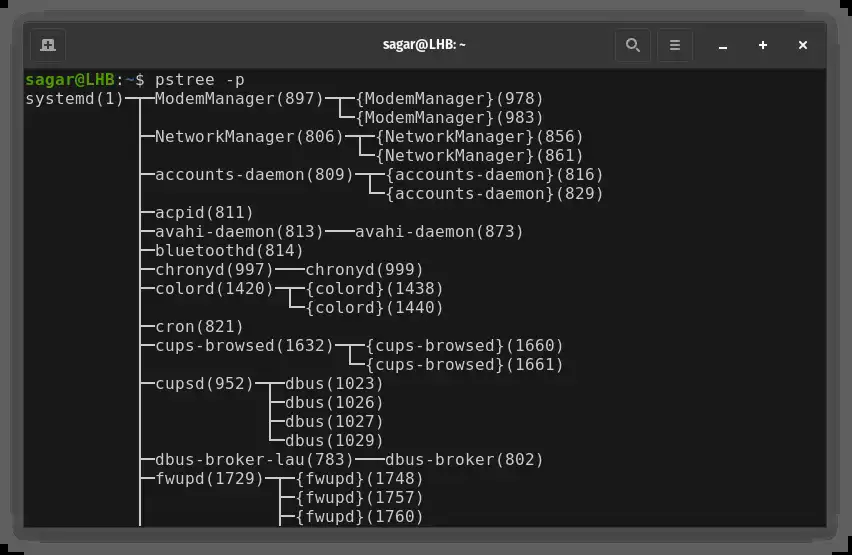 sagar@LHB: ~
sagar@LHB:~$ pstree -p
systemd(1)─┬─ModemManager(897)─┬─{ModemManager}(978)
           │                   └─{ModemManager}(983)
           ├─NetworkManager(806)─┬─{NetworkManager}(856)
           │                     └─{NetworkManager}(861)
           ├─accounts-daemon(809)─┬─{accounts-daemon}(816)
           │                      └─{accounts-daemon}(829)
           ├─acpid(811)
           ├─avahi-daemon(813)───avahi-daemon(873)
           ├─bluetoothd(814)
           ├─chronyd(997)───chronyd(999)
           ├─colord(1420)─┬─{colord}(1438)
           │              └─{colord}(1440)
           ├─cron(821)
           ├─cups-browsed(1632)─┬─{cups-browsed}(1660)
           │                    └─{cups-browsed}(1661)
           ├─cupsd(952)─┬─dbus(1023)
           │            ├─dbus(1026)
           │            ├─dbus(1027)
           │            └─dbus(1029)
           ├─dbus-broker-lau(783)───dbus-broker(802)
           ├─fwupd(1729)─┬─{fwupd}(1748)
           │             ├─{fwupd}(1757)
           │             ├─{fwupd}(1760)